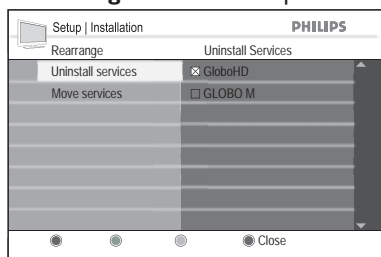 Setup | Installation PHILIPS
Rearrange Uninstall Services
Uninstall services GloboHD
Move services GLOBO M
Close